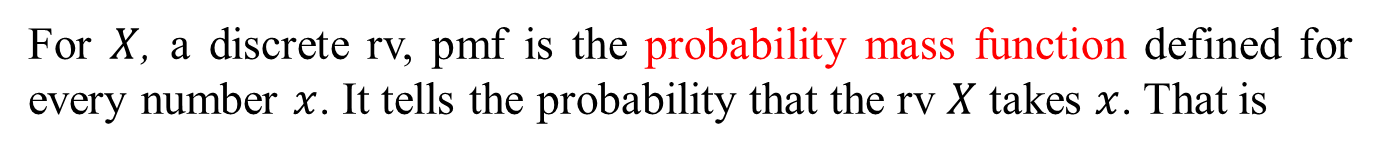 For X, a discrete rv, pmf is the probability mass function defined for
every number x. It tells the probability that the rv X takes x. That is